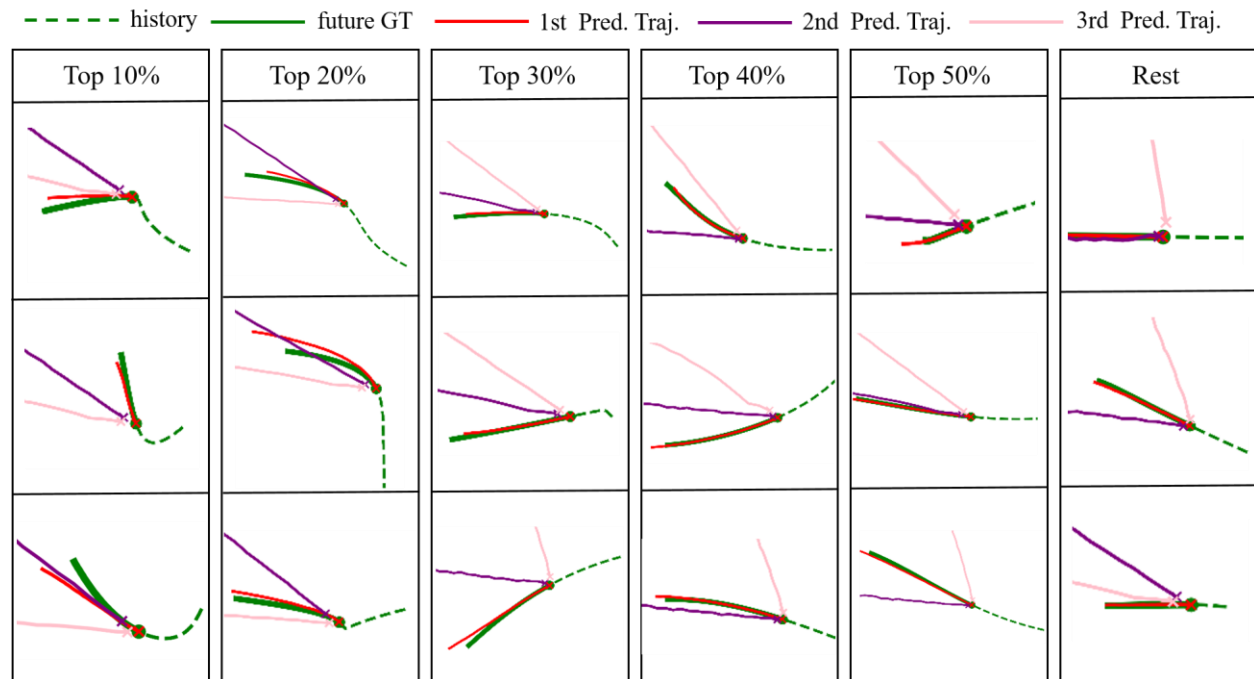 history future GT 1st Pred. Traj. 2nd Pred. Traj. 3rd Pred. Traj.
Top 10% Top 20% Top 30% Top 40% Top 50% Rest